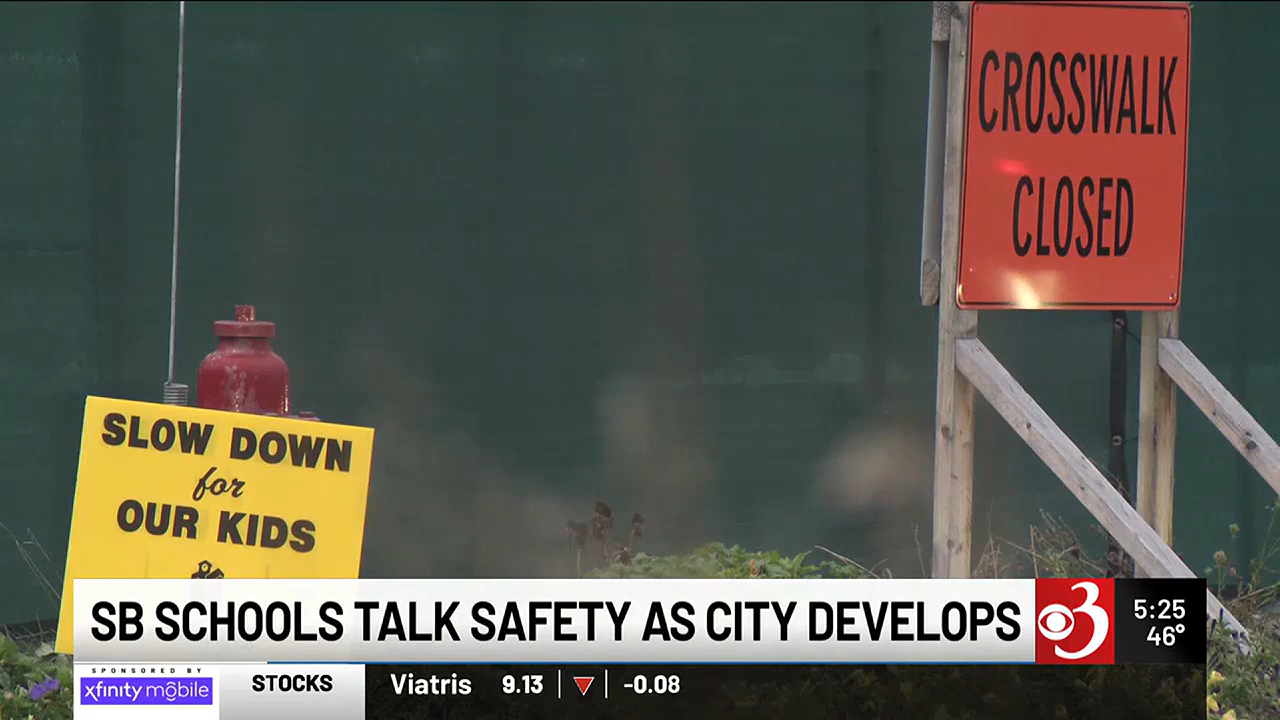 CROSSWALK
CLOSED
SLOW DOWN
for
OUR KIDS
SB SCHOOLS TALK SAFETY AS CITY DEVELOPS
3
5:25
46°
SPONSORED BY
xfinity mobile
STOCKS
Viatris 9.13 -0.08